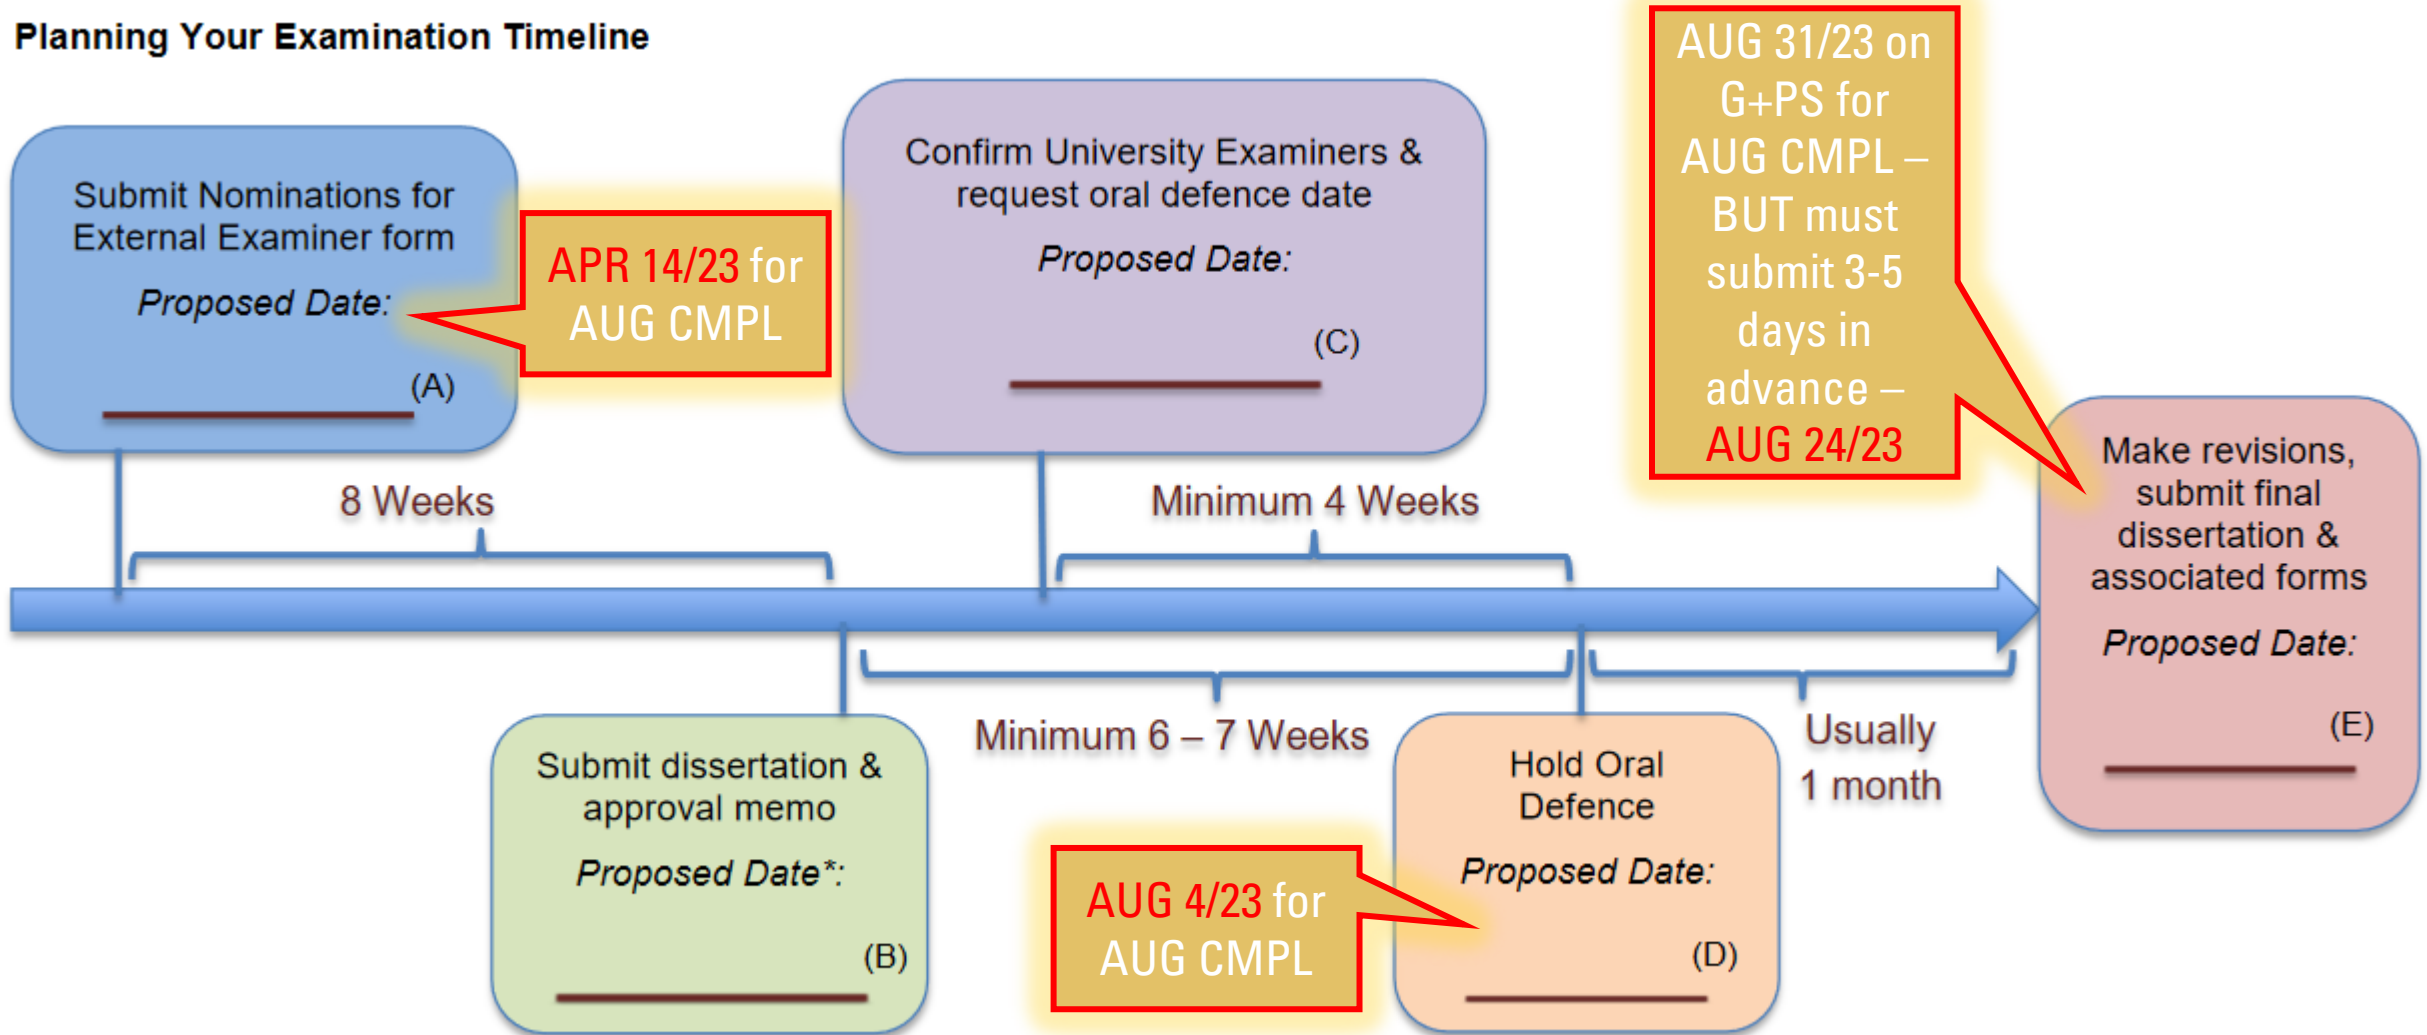 Planning Your Examination Timeline
Submit Nominations for
External Examiner form
Proposed Date:
(A)
APR 14/23 for
AUG CMPL
Confirm University Examiners &
request oral defence date
Proposed Date:
(C)
AUG 31/23 on
G+PS for
AUG CMPL –
BUT must
submit 3-5
days in
advance –
AUG 24/23
8 Weeks
Minimum 4 Weeks
Make revisions,
submit final
dissertation &
associated forms
Proposed Date:
(E)
Submit dissertation &
approval memo
Proposed Date*:
(B)
Minimum 6 – 7 Weeks
AUG 4/23 for
AUG CMPL
Hold Oral
Defence
Proposed Date:
(D)
Usually
1 month